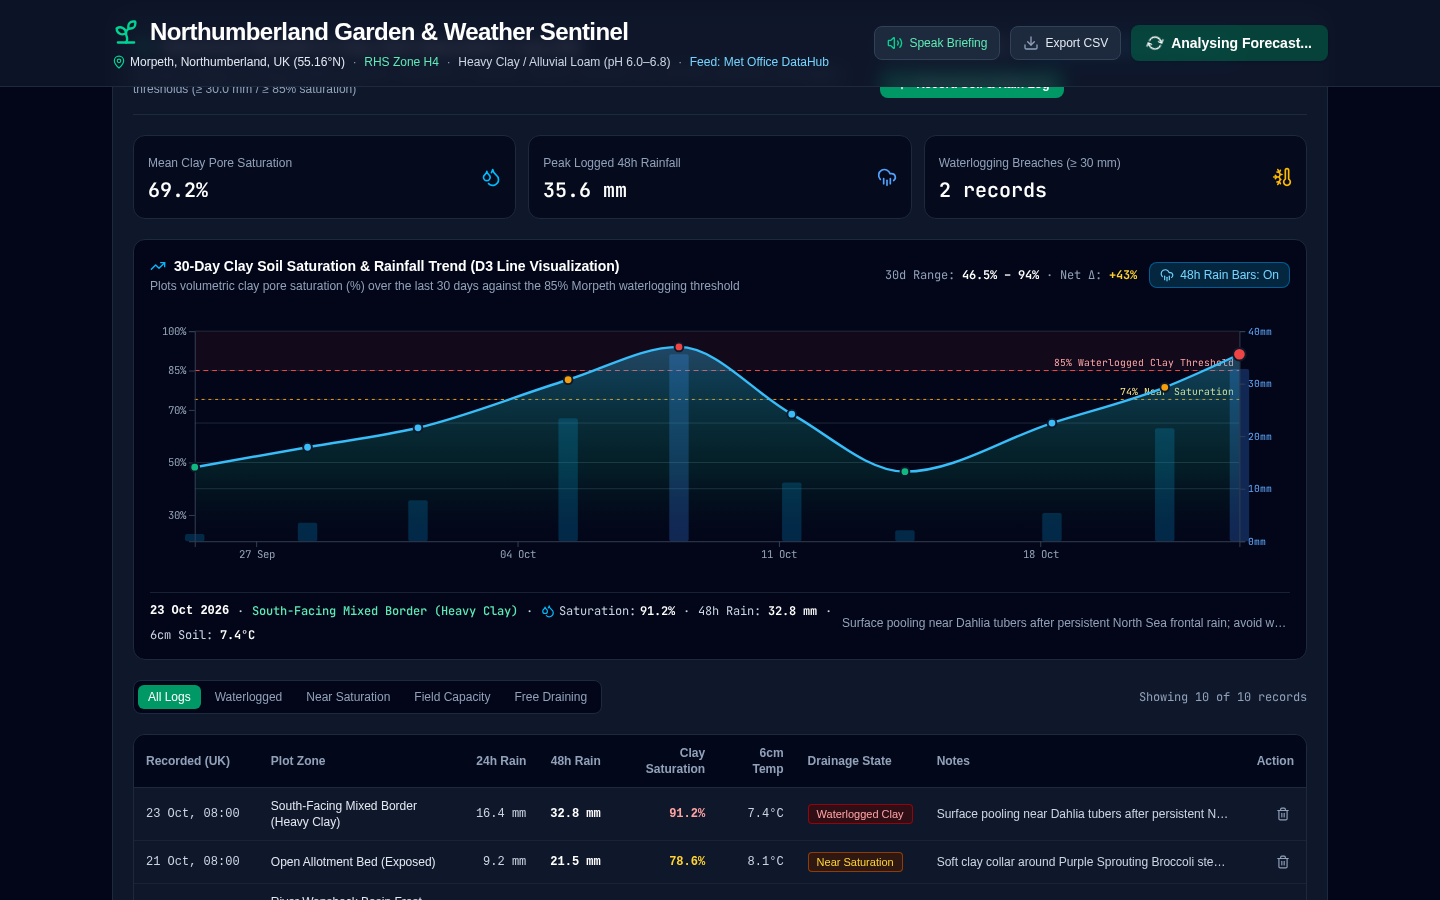 Northumberland Garden & Weather Sentinel
Morpeth, Northumberland, UK (55.16°N) · RHS Zone H4 · Heavy Clay / Alluvial Loam (pH 6.0–6.8) · Feed: Met Office DataHub
Speak Briefing
Export CSV
Analysing Forecast...
thresholds (≥ 30.0 mm / ≥ 85% saturation)
Mean Clay Pore Saturation
69.2%
Peak Logged 48h Rainfall
35.6 mm
Waterlogging Breaches (≥ 30 mm)
2 records
30-Day Clay Soil Saturation & Rainfall Trend (D3 Line Visualization)
Plots volumetric clay pore saturation (%) over the last 30 days against the 85% Morpeth waterlogging threshold
30d Range: 46.5% – 94% · Net Δ: +43%
48h Rain Bars: On
100%
85%
70%
50%
30%
40mm
30mm
20mm
10mm
0mm
85% Waterlogged Clay Threshold
74% Near Saturation
27 Sep
04 Oct
11 Oct
18 Oct
23 Oct 2026 · South-Facing Mixed Border (Heavy Clay) · Saturation: 91.2% · 48h Rain: 32.8 mm ·
6cm Soil: 7.4°C
Surface pooling near Dahlia tubers after persistent North Sea frontal rain; avoid w…
All Logs
Waterlogged
Near Saturation
Field Capacity
Free Draining
Showing 10 of 10 records
Recorded (UK)
Plot Zone
24h Rain
48h Rain
Clay
Saturation
6cm
Temp
Drainage State
Notes
Action
23 Oct, 08:00
South-Facing Mixed Border
(Heavy Clay)
16.4 mm
32.8 mm
91.2%
7.4°C
Waterlogged Clay
Surface pooling near Dahlia tubers after persistent N…
21 Oct, 08:00
Open Allotment Bed (Exposed)
9.2 mm
21.5 mm
78.6%
8.1°C
Near Saturation
Soft clay collar around Purple Sprouting Broccoli ste…